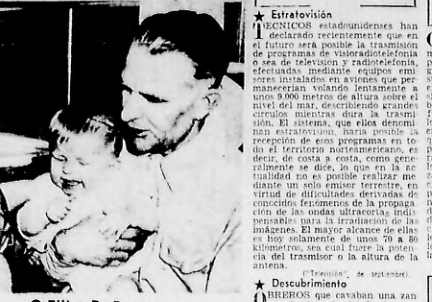 ★ Estratovisión
TECNICOS estadounidenses han
declarado recientemente que en
el futuro será posible la trasmisión
de programas de visioradiotelefonía
o sea de televisión y radiotelefonía,
efectuadas mediante equipos emi-
sores instalados en aviones que per-
manecerían volando lentamente a
unos 9.000 metros de altura sobre el
nivel del mar, describiendo grandes
círculos mientras dura la trasmi-
sión. El sistema, que ellos denomi-
nan estratovisión, haría posible la
recepción de esos programas en to-
do el territorio norteamericano, es
decir, de costa a costa, como gene-
ralmente se dice, lo que en la ac-
tualidad no es posible realizar me-
diante un solo emisor terrestre, en
virtud de dificultades derivadas de
conocidos fenómenos de la propaga-
ción de las ondas ultracortas indis-
pensables para la irradiación de las
imágenes. El mayor alcance de ellas
es hoy solamente de unos 70 a 80
kilómetros, sea cual fuere la poten-
cia del trasmisor o la altura de la
antena.
("Televisión", de septiembre).
★ Descubrimiento
OBREROS que cavaban una zan